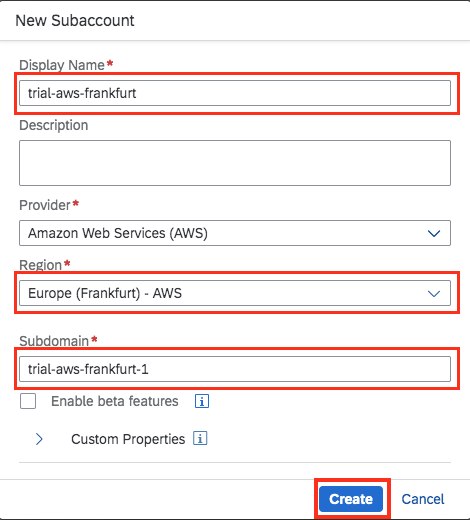 New Subaccount
Display Name*
trial-aws-frankfurt
Description
Provider*
Amazon Web Services (AWS)
Region*
Europe (Frankfurt) - AWS
Subdomain*
trial-aws-frankfurt-1
Enable beta features i
Custom Properties i
Create Cancel